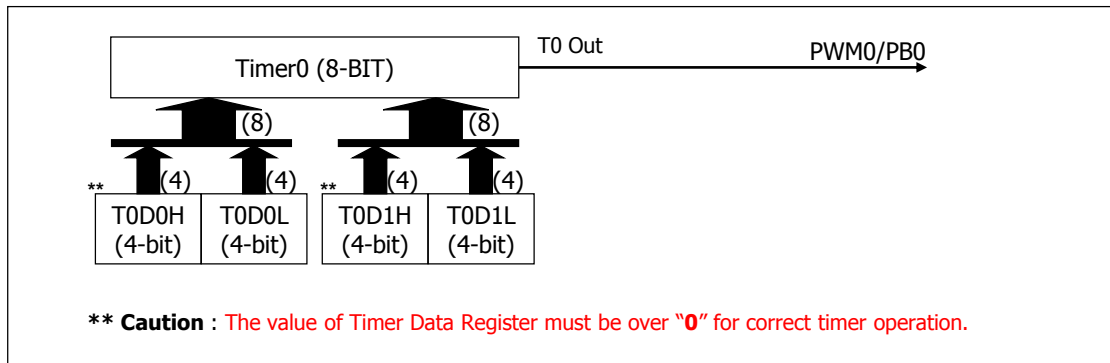 T0 Out
PWM0/PB0
Timer0 (8-BIT)
(8)
(8)
** (4) (4) ** (4) (4)
T0D0H T0D0L T0D1H T0D1L
(4-bit) (4-bit) (4-bit) (4-bit)
** Caution : The value of Timer Data Register must be over “0” for correct timer operation.